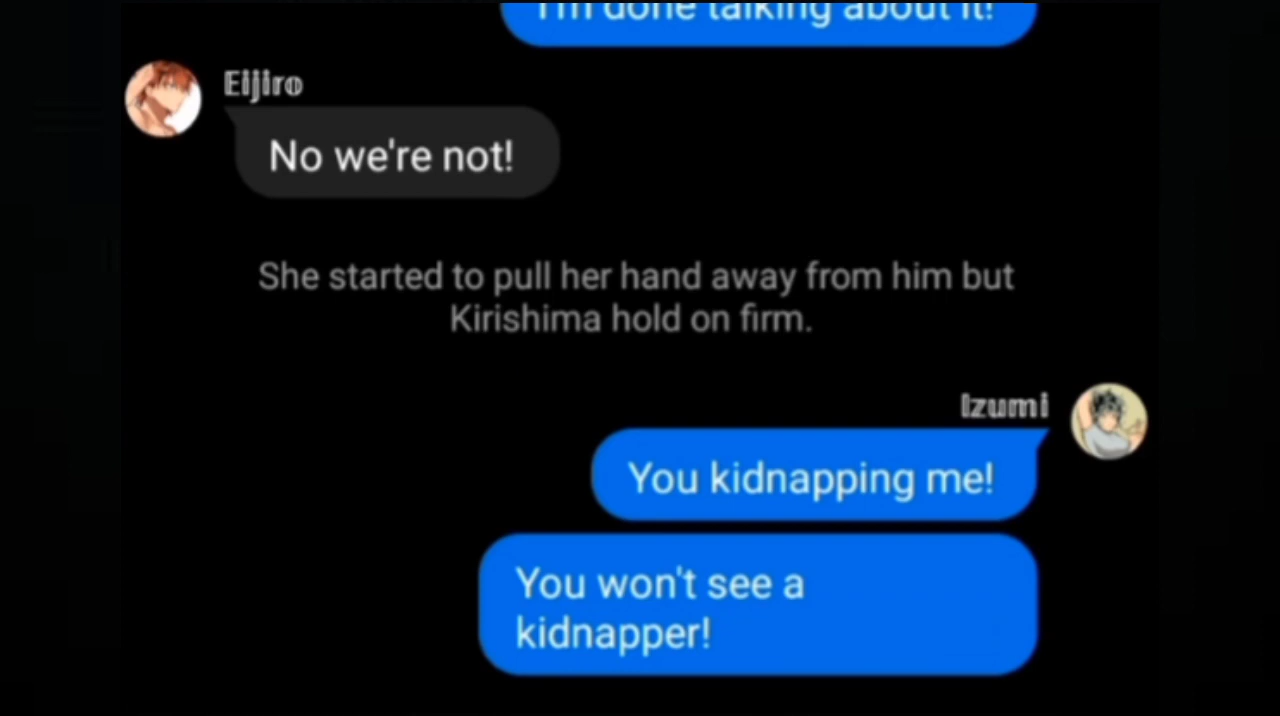 I'm done talking about it!
Eijiro
No we're not!
She started to pull her hand away from him but
Kirishima hold on firm.
Izumi
You kidnapping me!
You won't see a
kidnapper!